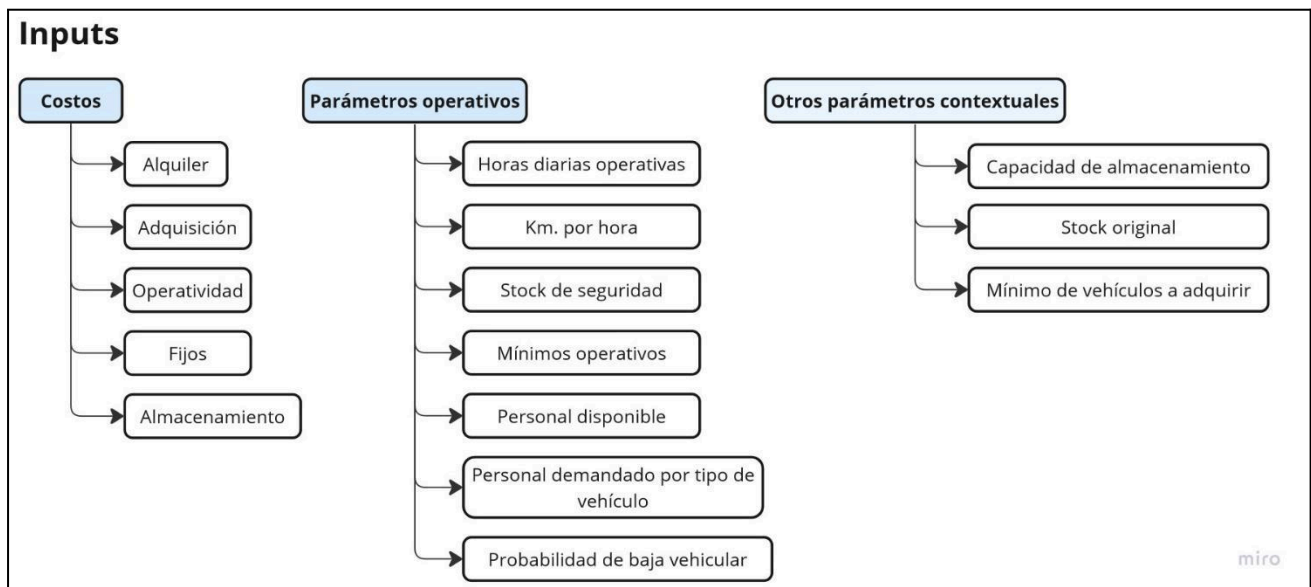 Inputs
Costos
Alquiler
Adquisición
Operatividad
Fijos
Almacenamiento
Parámetros operativos
Horas diarias operativas
Km. por hora
Stock de seguridad
Mínimos operativos
Personal disponible
Personal demandado por tipo de
vehículo
Probabilidad de baja vehicular
Otros parámetros contextuales
Capacidad de almacenamiento
Stock original
Mínimo de vehículos a adquirir
miro